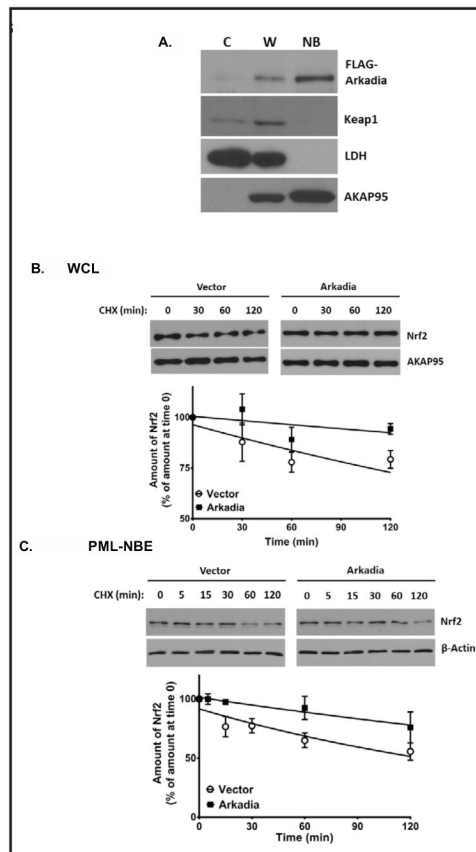 A.
C W NB
FLAG-
Arkadia
Keap1
LDH
AKAP95
B. WCL
Vector Arkadia
CHX (min): 0 30 60 120 0 30 60 120
Nrf2
AKAP95
Amount of Nrf2
(% of amount at time 0)
100
75
50
Vector
Arkadia
0 30 60 90 120
Time (min)
C. PML-NBE
Vector Arkadia
CHX (min): 0 5 15 30 60 120 0 5 15 30 60 120
Nrf2
β-Actin
Amount of Nrf2
(% of amount at time 0)
100
50
0
Vector
Arkadia
0 30 60 90 120
Time (min)